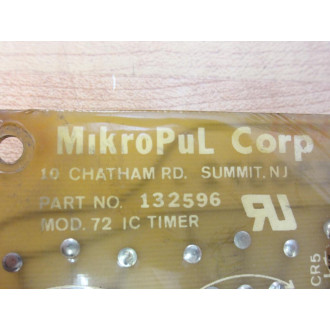 MikroPuL Corp
10 CHATHAM RD. SUMMIT, NJ
PART NO. 132596
MOD. 72 IC TIMER
CR5